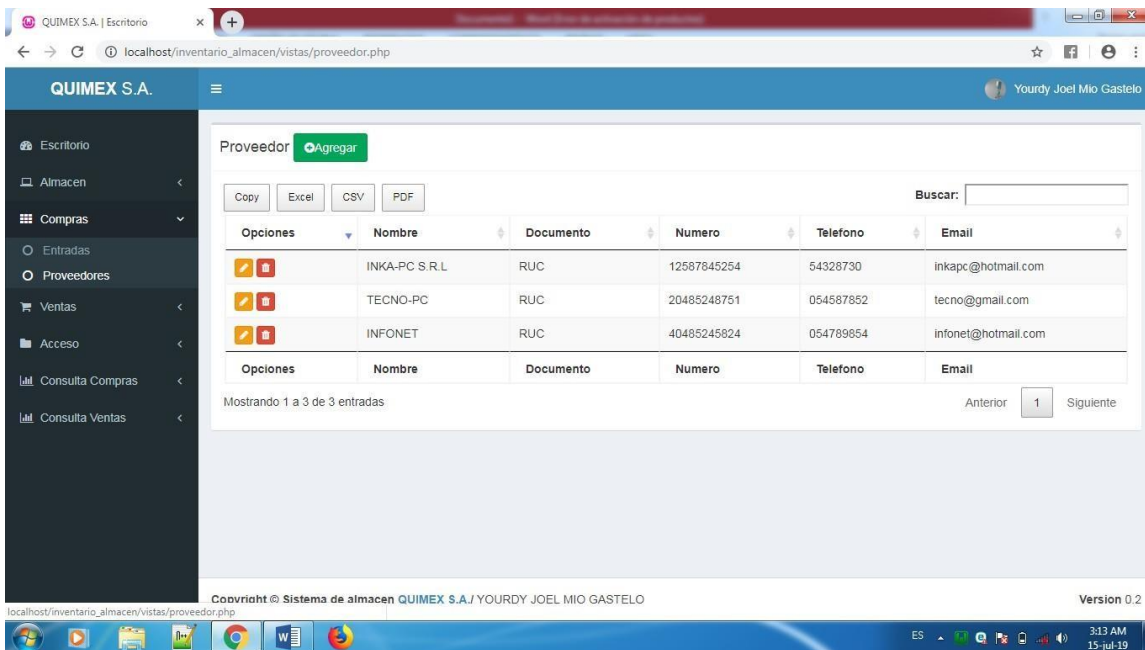 QUIMEX S.A. | Escritorio
localhost/inventario_almacen/vistas/proveedor.php
QUIMEX S.A.
Yourdy Joel Mio Gastelo
Escritorio
Almacen
Compras
Entradas
Proveedores
Ventas
Acceso
Consulta Compras
Consulta Ventas
Proveedor Agregar
Copy Excel CSV PDF
Buscar:
Opciones Nombre Documento Numero Telefono Email
INKA-PC S.R.L RUC 12587845254 54328730 inkapc@hotmail.com
TECNO-PC RUC 20485248751 054587852 tecno@gmail.com
INFONET RUC 40485245824 054789854 infonet@hotmail.com
Opciones Nombre Documento Numero Telefono Email
Mostrando 1 a 3 de 3 entradas
Anterior 1 Siguiente
Copyright © Sistema de almacen QUIMEX S.A./ YOURDY JOEL MIO GASTELO
Version 0.2
localhost/inventario_almacen/vistas/proveedor.php
ES
3:13 AM
15-jul-19